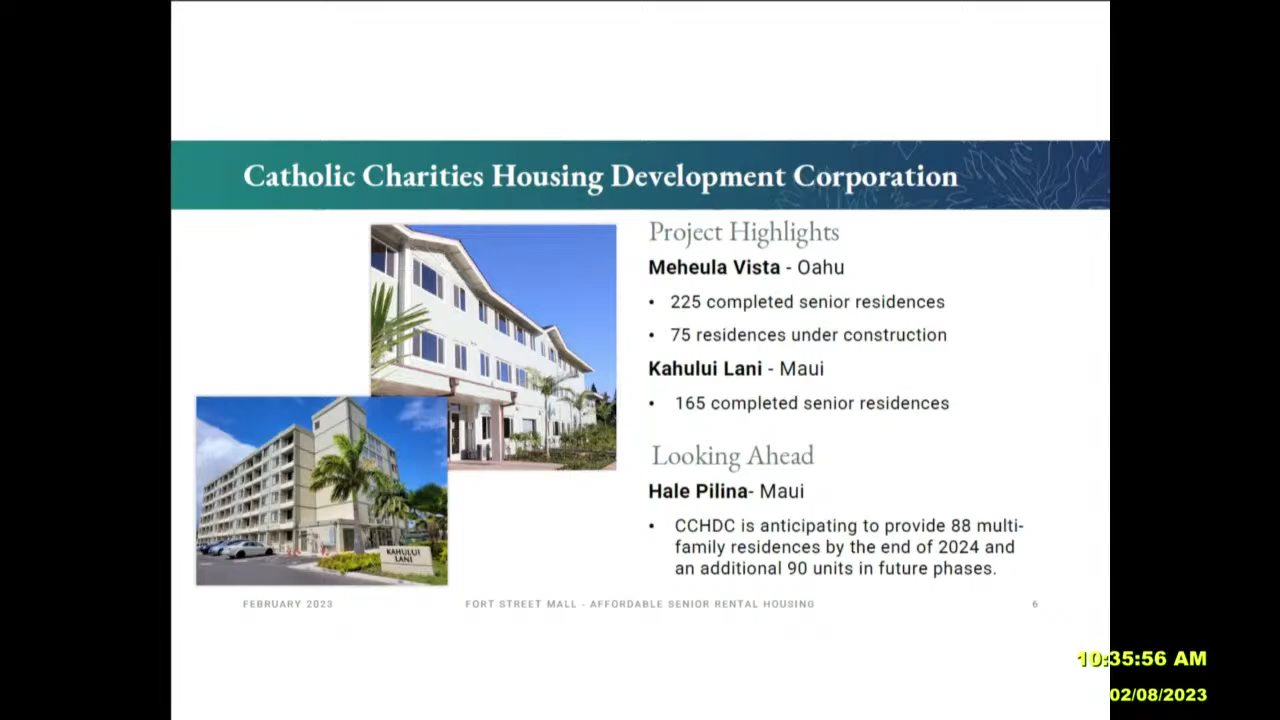 Catholic Charities Housing Development Corporation
Project Highlights
Meheula Vista - Oahu
• 225 completed senior residences
• 75 residences under construction
Kahului Lani - Maui
• 165 completed senior residences
Looking Ahead
Hale Pilina- Maui
• CCHDC is anticipating to provide 88 multi-
family residences by the end of 2024 and
an additional 90 units in future phases.
KAHULUI
LANI
FEBRUARY 2023
FORT STREET MALL - AFFORDABLE SENIOR RENTAL HOUSING
6
10:35:56 AM
02/08/2023